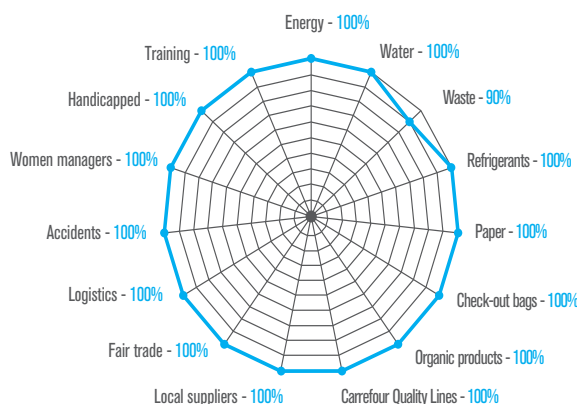 Energy - 100%
Water - 100%
Waste - 90%
Refrigerants - 100%
Paper - 100%
Check-out bags - 100%
Organic products - 100%
Carrefour Quality Lines - 100%
Local suppliers - 100%
Fair trade - 100%
Logistics - 100%
Accidents - 100%
Women managers - 100%
Handicapped - 100%
Training - 100%